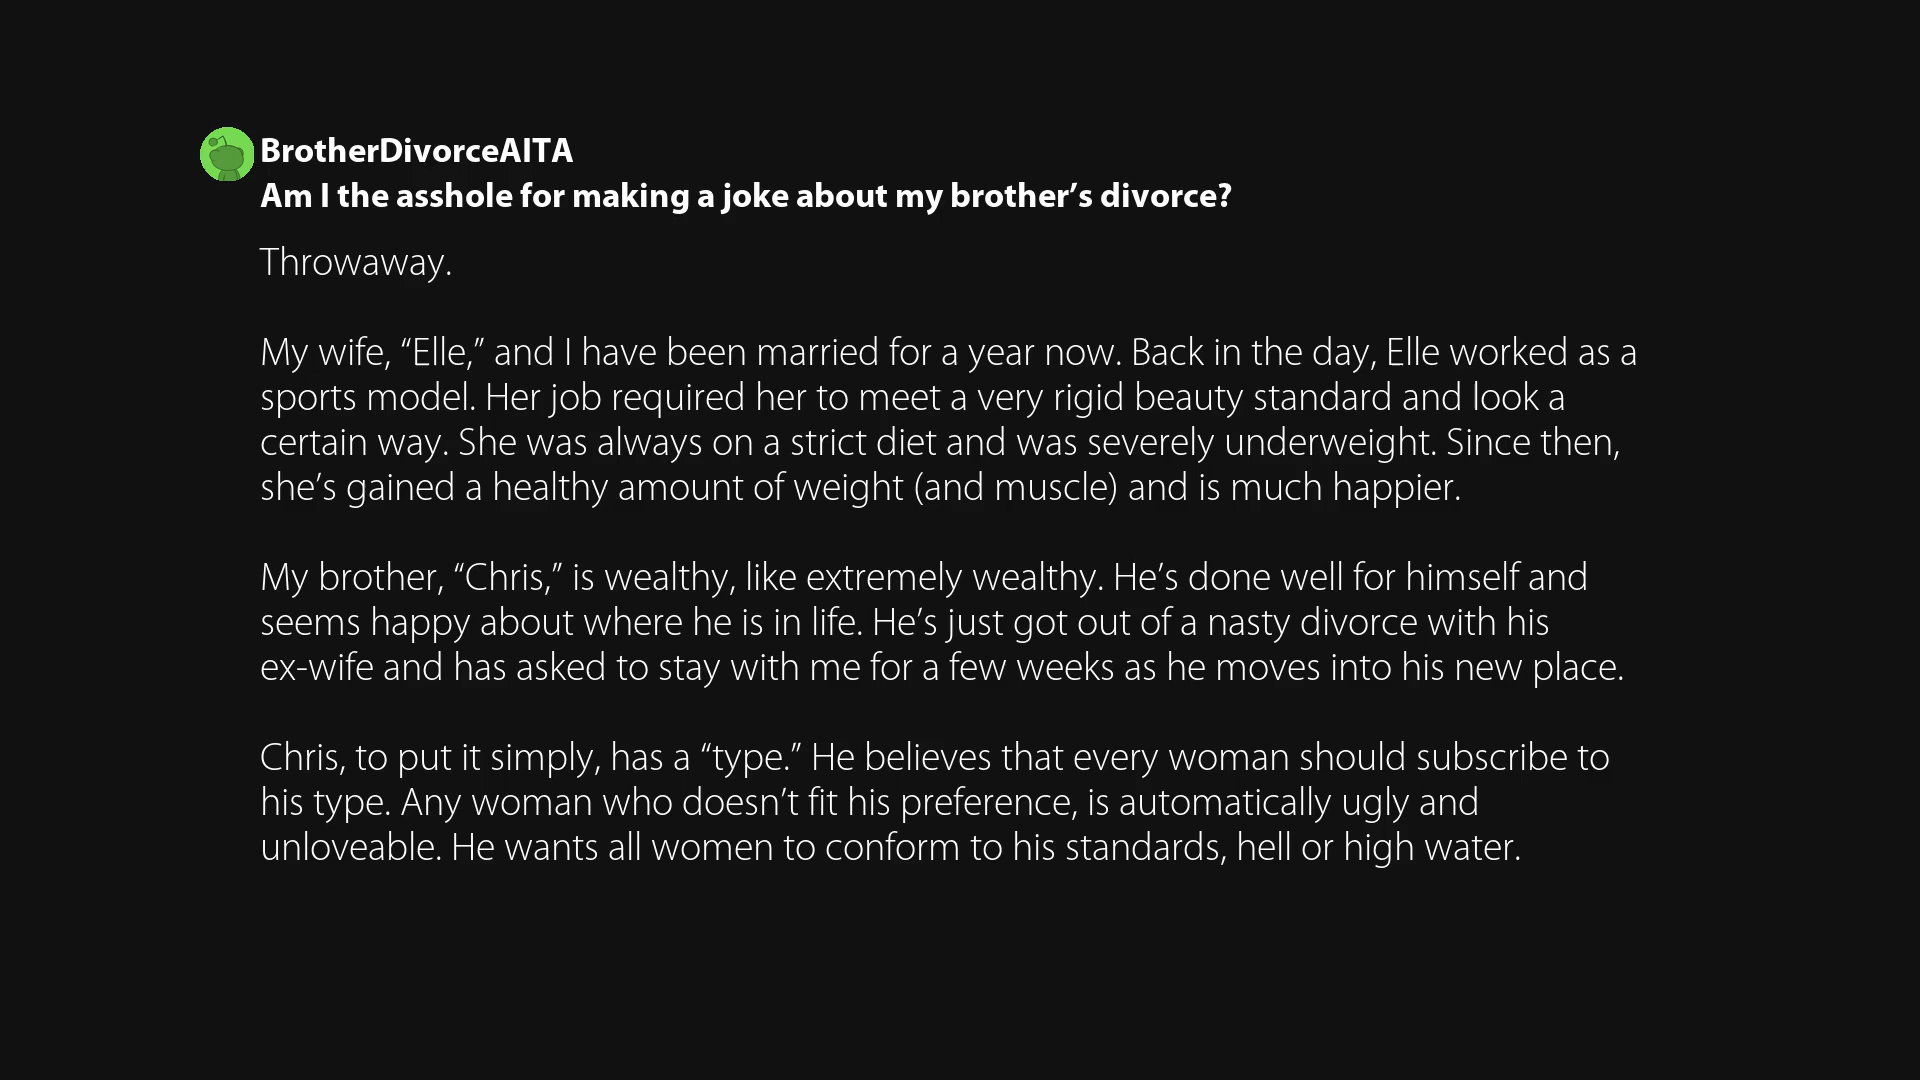 BrotherDivorceAITA
Am I the asshole for making a joke about my brother’s divorce?
Throwaway.
My wife, “Elle,” and I have been married for a year now. Back in the day, Elle worked as a
sports model. Her job required her to meet a very rigid beauty standard and look a
certain way. She was always on a strict diet and was severely underweight. Since then,
she’s gained a healthy amount of weight (and muscle) and is much happier.
My brother, “Chris,” is wealthy, like extremely wealthy. He’s done well for himself and
seems happy about where he is in life. He’s just got out of a nasty divorce with his
ex-wife and has asked to stay with me for a few weeks as he moves into his new place.
Chris, to put it simply, has a “type.” He believes that every woman should subscribe to
his type. Any woman who doesn’t fit his preference, is automatically ugly and
unloveable. He wants all women to conform to his standards, hell or high water.